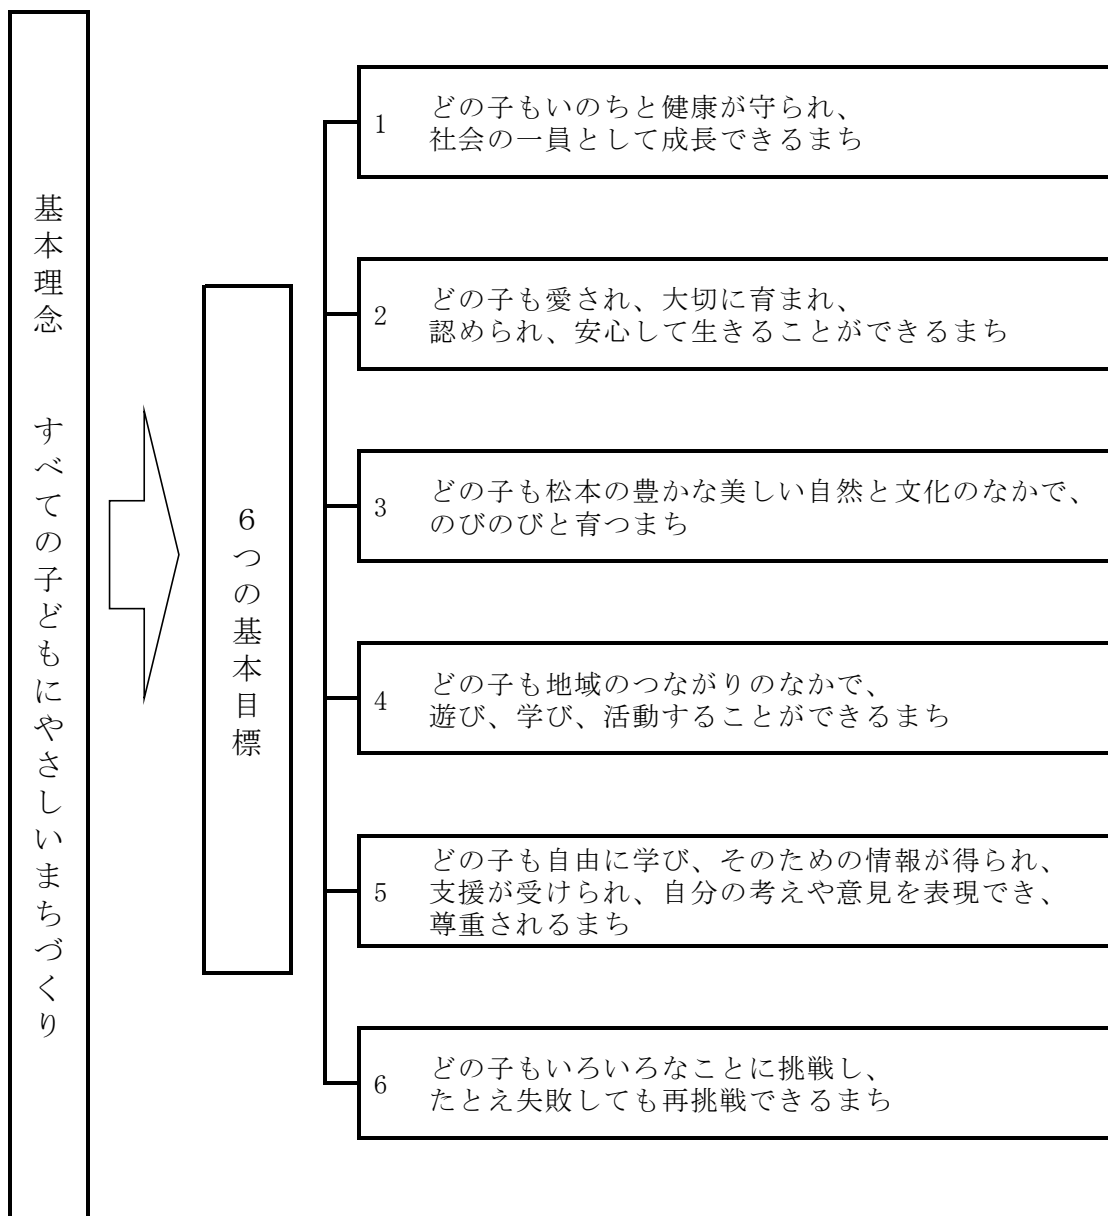 基本理念　すべての子どもにやさしいまちづくり
６つの基本目標
1
どの子もいのちと健康が守られ、
社会の一員として成長できるまち
2
どの子も愛され、大切に育まれ、
認められ、安心して生きることができるまち
3
どの子も松本の豊かな美しい自然と文化のなかで、
のびのびと育つまち
4
どの子も地域のつながりのなかで、
遊び、学び、活動することができるまち
5
どの子も自由に学び、そのための情報が得られ、
支援が受けられ、自分の考えや意見を表現でき、
尊重されるまち
6
どの子もいろいろなことに挑戦し、
たとえ失敗しても再挑戦できるまち